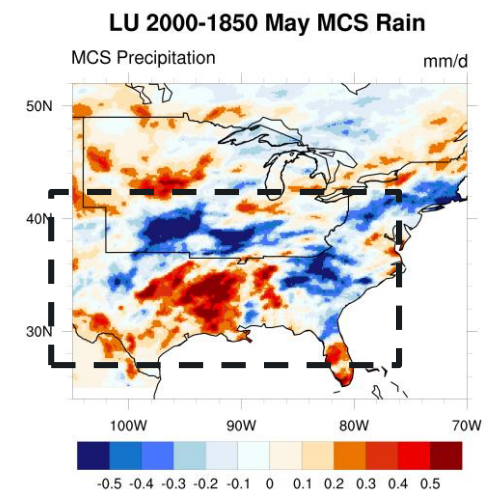 LU 2000-1850 May MCS Rain
MCS Precipitation mm/d
50N
40N
30N
100W 90W 80W 70W
-0.5 -0.4 -0.3 -0.2 -0.1 0 0.1 0.2 0.3 0.4 0.5